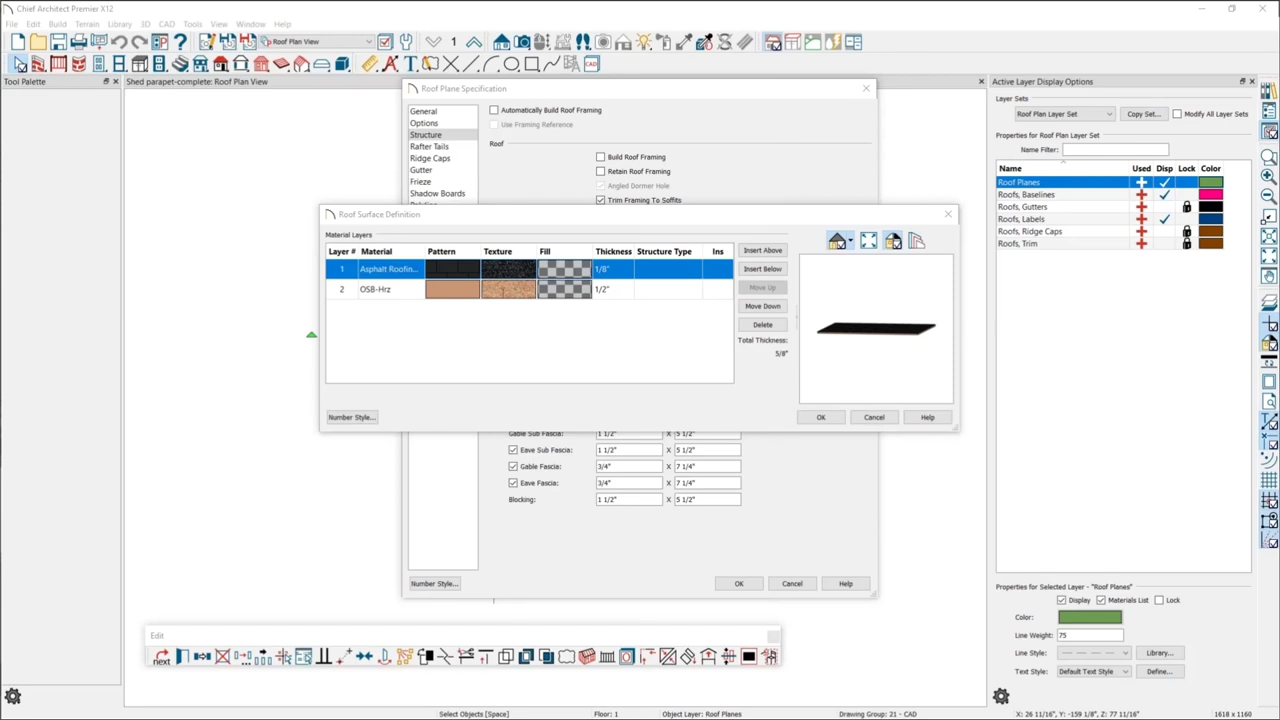 Chief Architect Premier X12
File Edit Build Terrain Library 3D CAD Tools View Window Help
Roof Plan View
1
Tool Palette
Shed parapet-complete: Roof Plan View
Roof Plane Specification
General
Options
Structure
Rafter Tails
Ridge Caps
Gutter
Frieze
Shadow Boards
Automatically Build Roof Framing
Use Framing Reference
Roof
Build Roof Framing
Retain Roof Framing
Angled Dormer Hole
Trim Framing To Soffits
Roof Surface Definition
Material Layers
Layer # Material Pattern Texture Fill Thickness Structure Type Ins
1 Asphalt Roofin... 1/8"
2 OSB-Hrz 1/2"
Insert Above
Insert Below
Move Up
Move Down
Delete
Total Thickness:
5/8"
Number Style...
OK Cancel Help
Gable Sub Fascia: 1 1/2" X 5 1/2"
Eave Sub Fascia: 1 1/2" X 5 1/2"
Gable Fascia: 3/4" X 7 1/4"
Eave Fascia: 3/4" X 7 1/4"
Blocking: 1 1/2" X 5 1/2"
Number Style...
OK Cancel Help
Edit
next
Active Layer Display Options
Layer Sets
Roof Plan Layer Set Copy Set... Modify All Layer Sets
Properties for Roof Plan Layer Set
Name Filter:
Name Used Disp Lock Color
Roof Planes
Roofs, Baselines
Roofs, Gutters
Roofs, Labels
Roofs, Ridge Caps
Roofs, Trim
Properties for Selected Layer - "Roof Planes"
Display Materials List Lock
Color:
Line Weight: 75
Line Style: Library...
Text Style: Default Text Style Define...
Select Objects [Space] Floor: 1 Object Layer: Roof Planes Drawing Group: 21 - CAD X: 26 11/16", Y: -159 1/8", Z: 77 11/16" 1618 x 1160